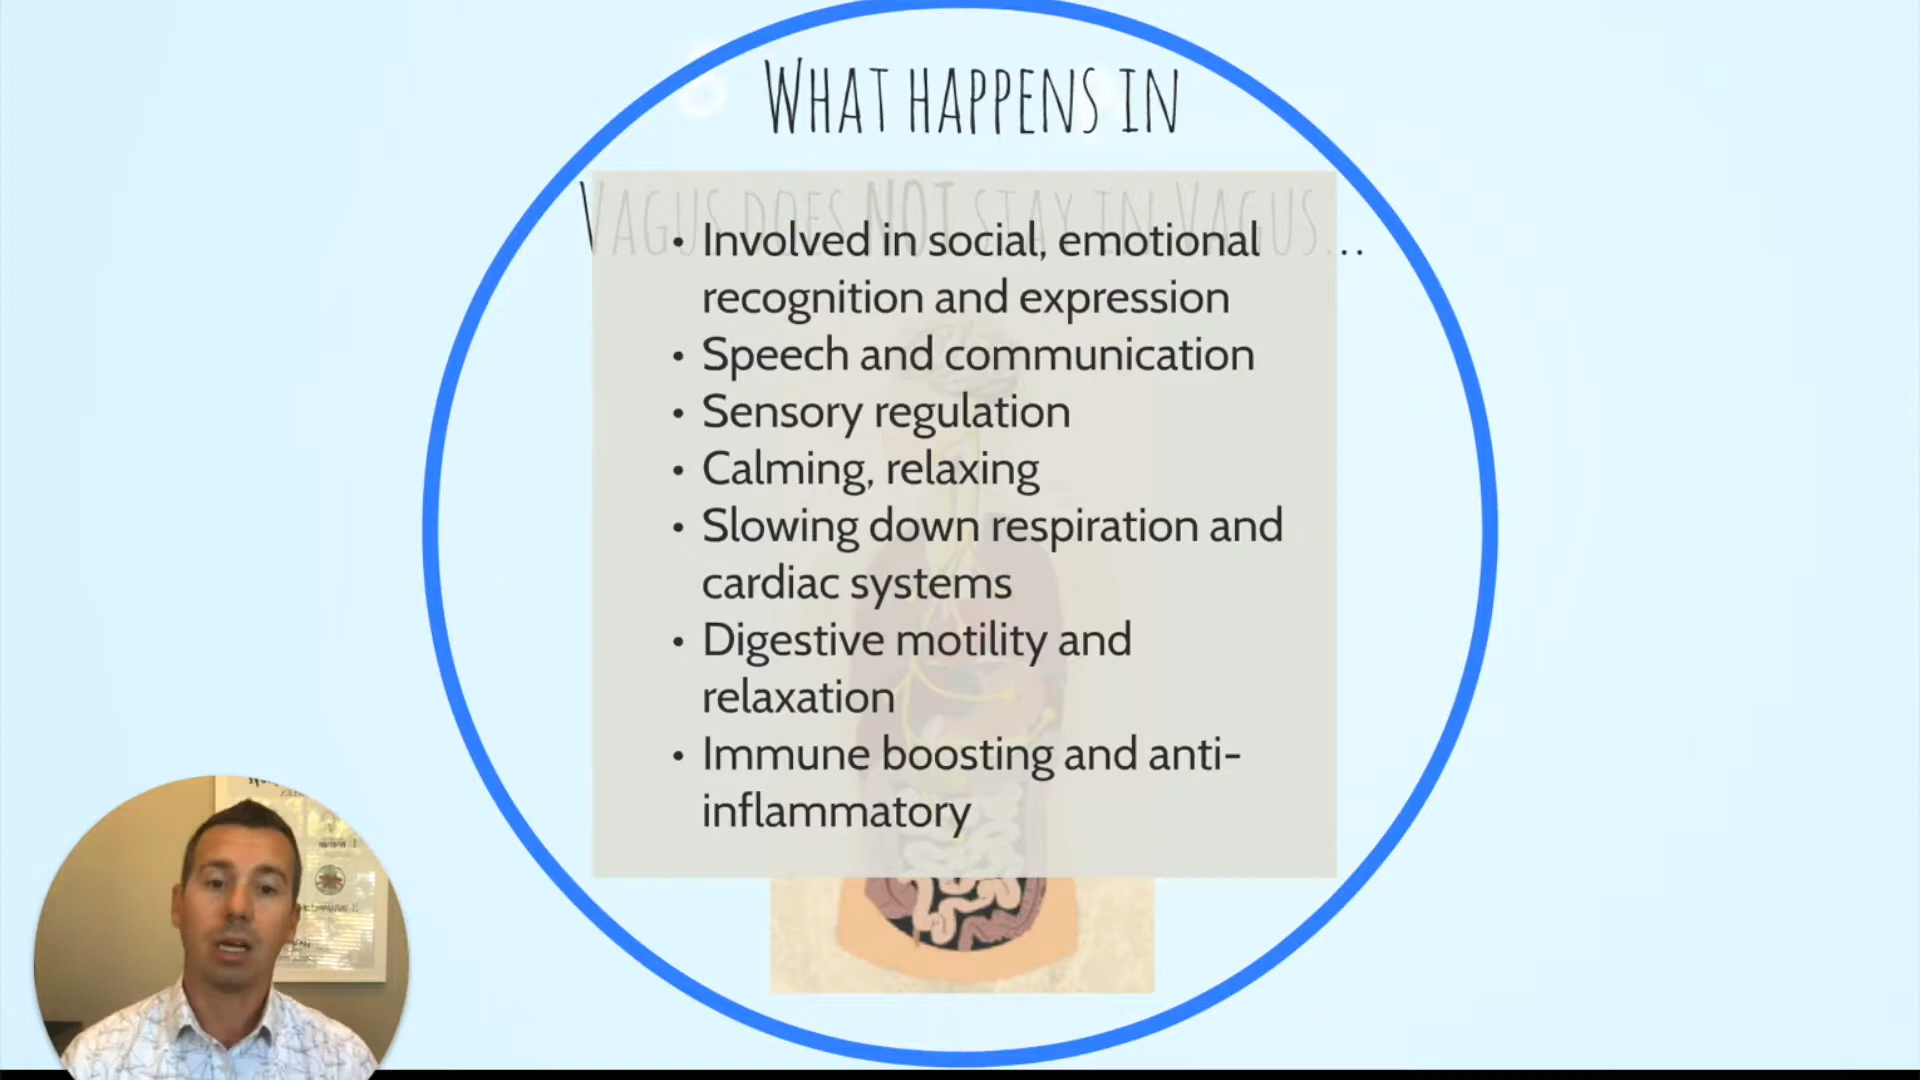 WHAT HAPPENS IN
VAGUS DOES NOT STAY IN VAGUS...
• Involved in social, emotional
recognition and expression
• Speech and communication
• Sensory regulation
• Calming, relaxing
• Slowing down respiration and
cardiac systems
• Digestive motility and
relaxation
• Immune boosting and anti-
inflammatory